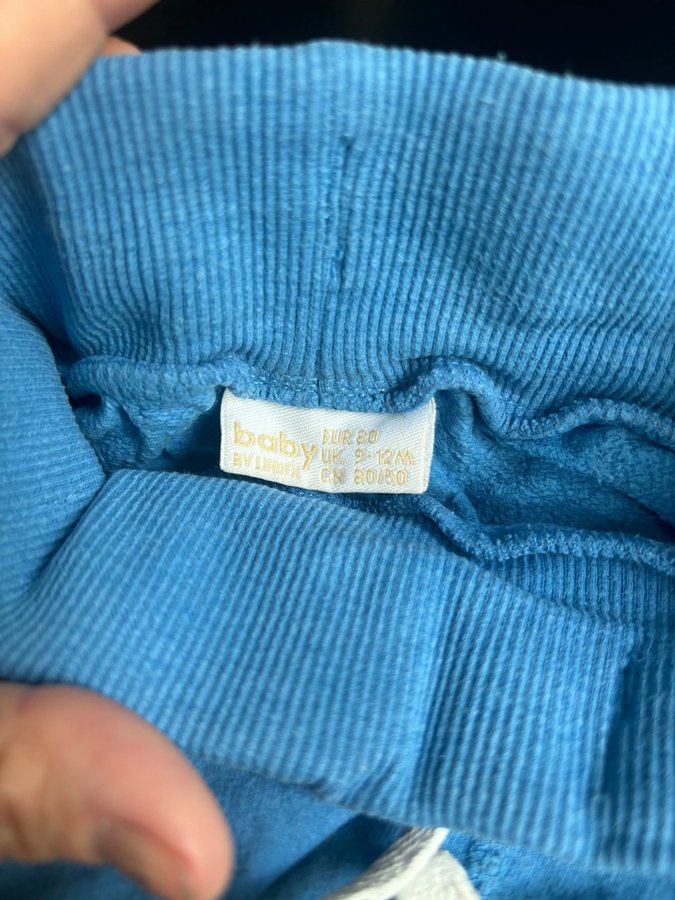 baby
BY LINDEX
EUR 80
UK 9-12M
CN 80/50